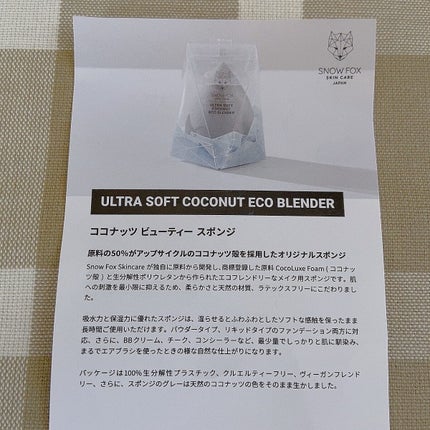 SNOW FOX
SKIN CARE
JAPAN
SNOW FOX
ULTRA SOFT
COCONUT
ECO BLENDER
ULTRA SOFT COCONUT ECO BLENDER
ココナッツ ビューティー スポンジ
原料の50%がアップサイクルのココナッツ殻を採用したオリジナルスポンジ
Snow Fox Skincare が独自に原料から開発し、商標登録した原料 CocoLuxe Foam ( ココナッ
ツ殻 ) と生分解性ポリウレタンから作られたエコフレンドリーなメイク用スポンジです。肌
への刺激を最小限に抑えるため、柔らかさと天然の材質、ラテックスフリーにこだわりまし
た。
吸水力と保湿力に優れたスポンジは、湿らせるとふわふわとしたソフトな感触を保ったまま
長時間ご使用いただけます。パウダータイプ、リキッドタイプのファンデーション両方に対
応、さらに、BBクリーム、チーク、コンシーラーなど、最少量でしっかりと肌に馴染み、
まるでエアブラシを使ったときの様な自然な仕上がりになります。
パッケージは100%生分解性プラスチック、クルエルティーフリー、ヴィーガンフレンド
リー、さらに、スポンジのグレーは天然のココナッツの色をそのまま生かしました。